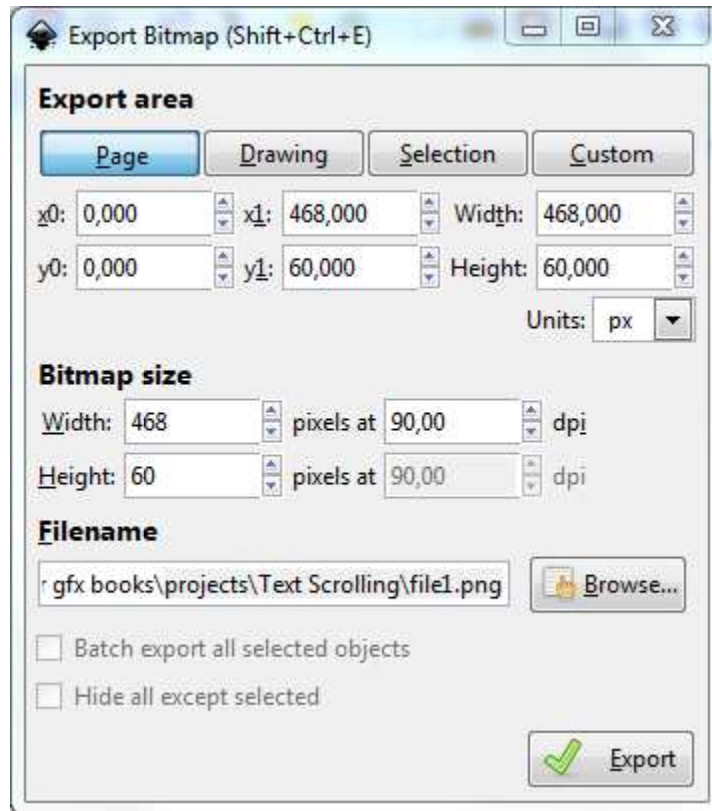 Export Bitmap (Shift+Ctrl+E)
Export area
Page Drawing Selection Custom
x0: 0,000 x1: 468,000 Width: 468,000
y0: 0,000 y1: 60,000 Height: 60,000
Units: px
Bitmap size
Width: 468 pixels at 90,00 dpi
Height: 60 pixels at 90,00 dpi
Filename
r gfx books\projects\Text Scrolling\file1.png Browse...
Batch export all selected objects
Hide all except selected
Export